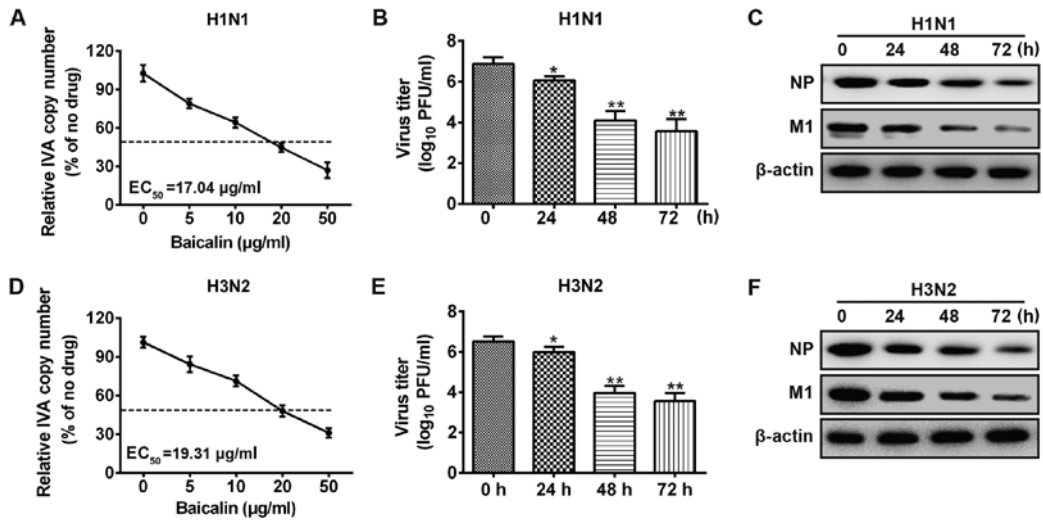 A
H1N1
Relative IVA copy number
(% of no drug)
120
90
60
30
0
EC50 =17.04 µg/ml
0 5 10 20 50
Baicalin (µg/ml)
B
H1N1
Virus titer
(log10 PFU/ml)
10
8
6
4
2
0
*
**
**
0 24 48 72 (h)
C
H1N1
0 24 48 72 (h)
NP
M1
β-actin
D
H3N2
Relative IVA copy number
(% of no drug)
120
90
60
30
0
EC50 =19.31 µg/ml
0 5 10 20 50
Baicalin (µg/ml)
E
H3N2
Virus titer
(log10 PFU/ml)
10
8
6
4
2
0
*
**
**
0 h 24 h 48 h 72 h
F
H3N2
0 24 48 72 (h)
NP
M1
β-actin